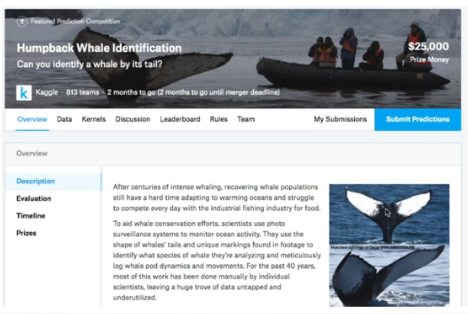 Featured Prediction Competition
Humpback Whale Identification
Can you identify a whale by its tail?
$25,000
Prize Money
k Kaggle · 813 teams · 2 months to go (2 months to go until merger deadline)
Overview Data Kernels Discussion Leaderboard Rules Team My Submissions Submit Predictions
Overview
Description
Evaluation
Timeline
Prizes
After centuries of intense whaling, recovering whale populations
still have a hard time adapting to warming oceans and struggle
to compete every day with the industrial fishing industry for food.
To aid whale conservation efforts, scientists use photo
surveillance systems to monitor ocean activity. They use the
shape of whales' tails and unique markings found in footage to
identify what species of whale they're analyzing and meticulously
log whale pod dynamics and movements. For the past 40 years,
most of this work has been done manually by individual
scientists, leaving a huge trove of data untapped and
underutilized.